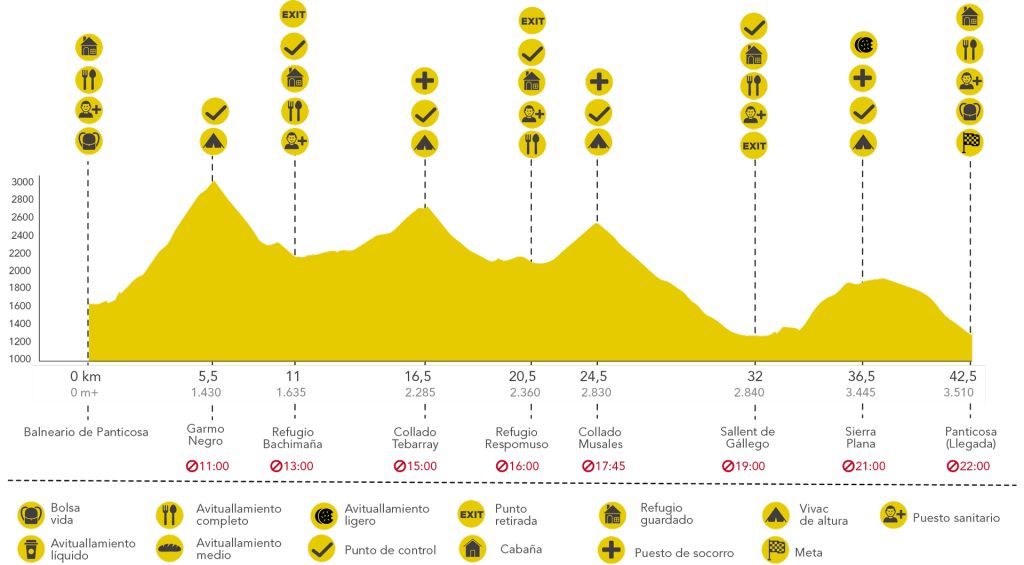 EXIT
EXIT
EXIT
3000
2800
2600
2400
2200
2000
1800
1600
1400
1200
1000
0 km 5,5 11 16,5 20,5 24,5 32 36,5 42,5
0 m+ 1.430 1.635 2.285 2.360 2.830 2.840 3.445 3.510
Balneario de Panticosa
Garmo
Negro
11:00
Refugio
Bachimaña
13:00
Collado
Tebarray
15:00
Refugio
Respomuso
16:00
Collado
Musales
17:45
Sallent de
Gállego
19:00
Sierra
Plana
21:00
Panticosa
(Llegada)
22:00
Bolsa
vida
Avituallamiento
completo
Avituallamiento
ligero
EXIT
Punto
retirada
Refugio
guardado
Vivac
de altura
Puesto sanitario
Avituallamiento
líquido
Avituallamiento
medio
Punto de control
Cabaña
Puesto de socorro
Meta